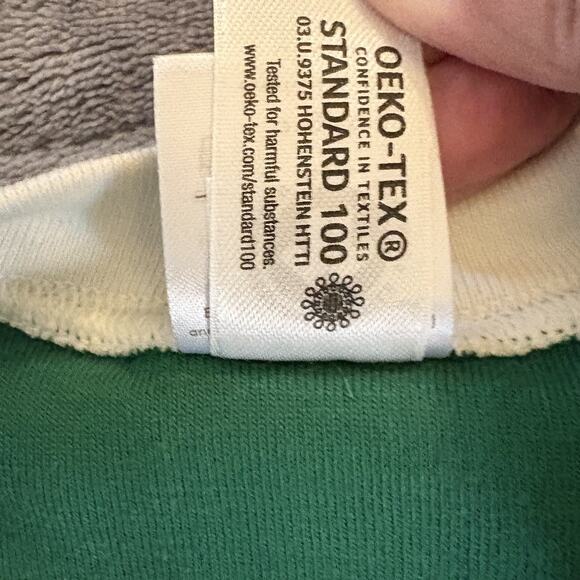 OEKO-TEX®
CONFIDENCE IN TEXTILES
STANDARD 100
03.U.9375 HOHENSTEIN HTTI
Tested for harmful substances.
www.oeko-tex.com/standard100